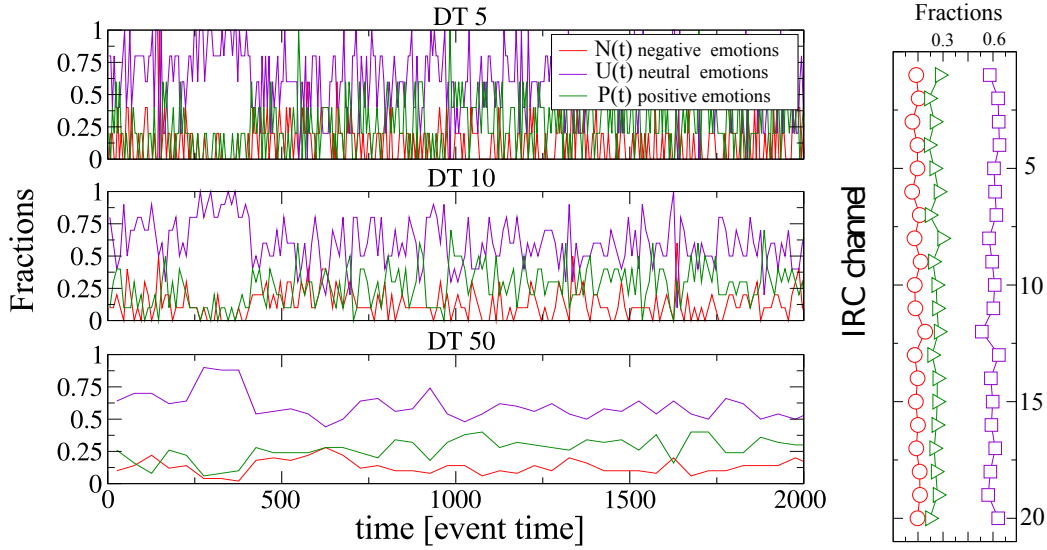 DT 5
1
0.75
0.5
0.25
0
N(t) negative emotions
U(t) neutral emotions
P(t) positive emotions
DT 10
1
0.75
0.5
0.25
0
Fractions
DT 50
1
0.75
0.5
0.25
0
0 500 1000 1500 2000
time [event time]
Fractions
0.3 0.6
IRC channel
5
10
15
20